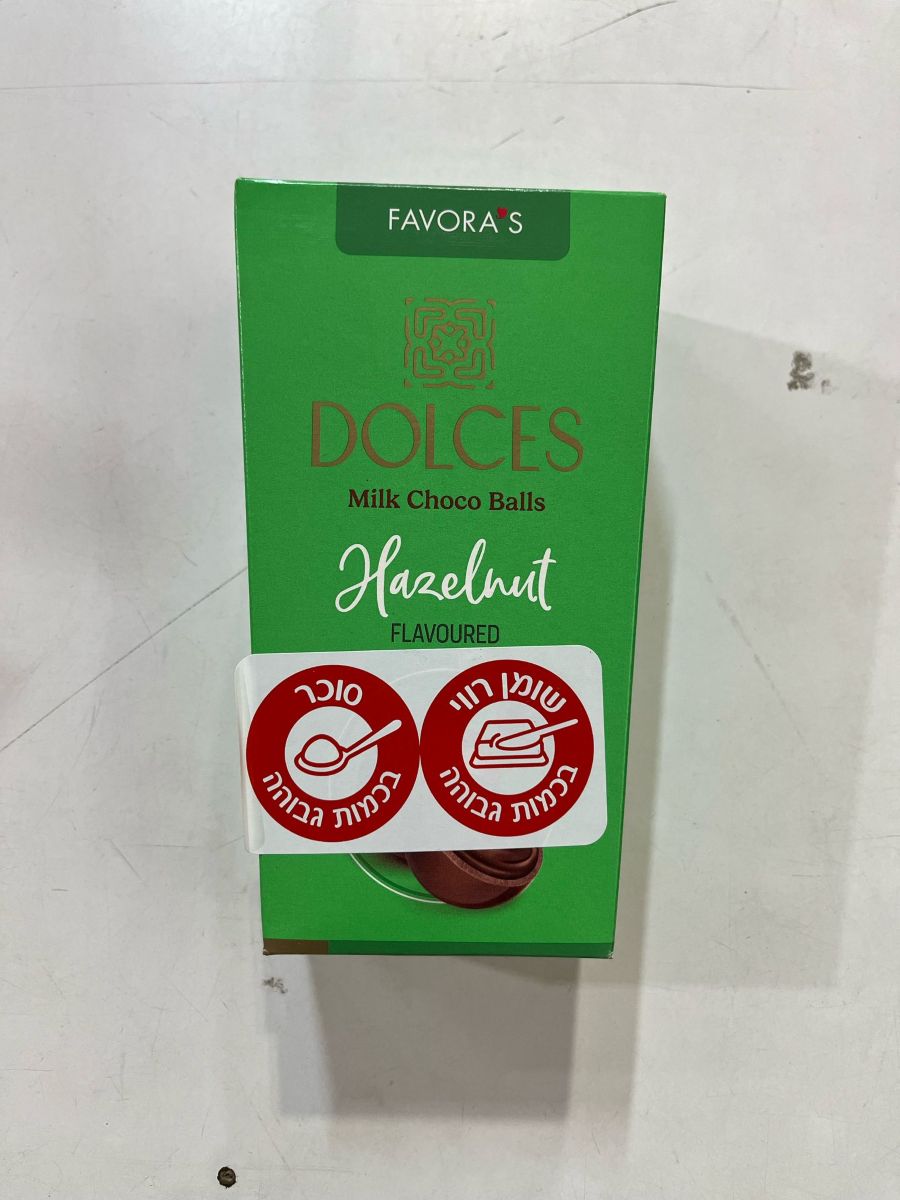 FAVORA'S
DOLCES
Milk Choco Balls
Hazelnut
FLAVOURED
שומן רווי
בכמות גבוהה
סוכר
בכמות גבוהה